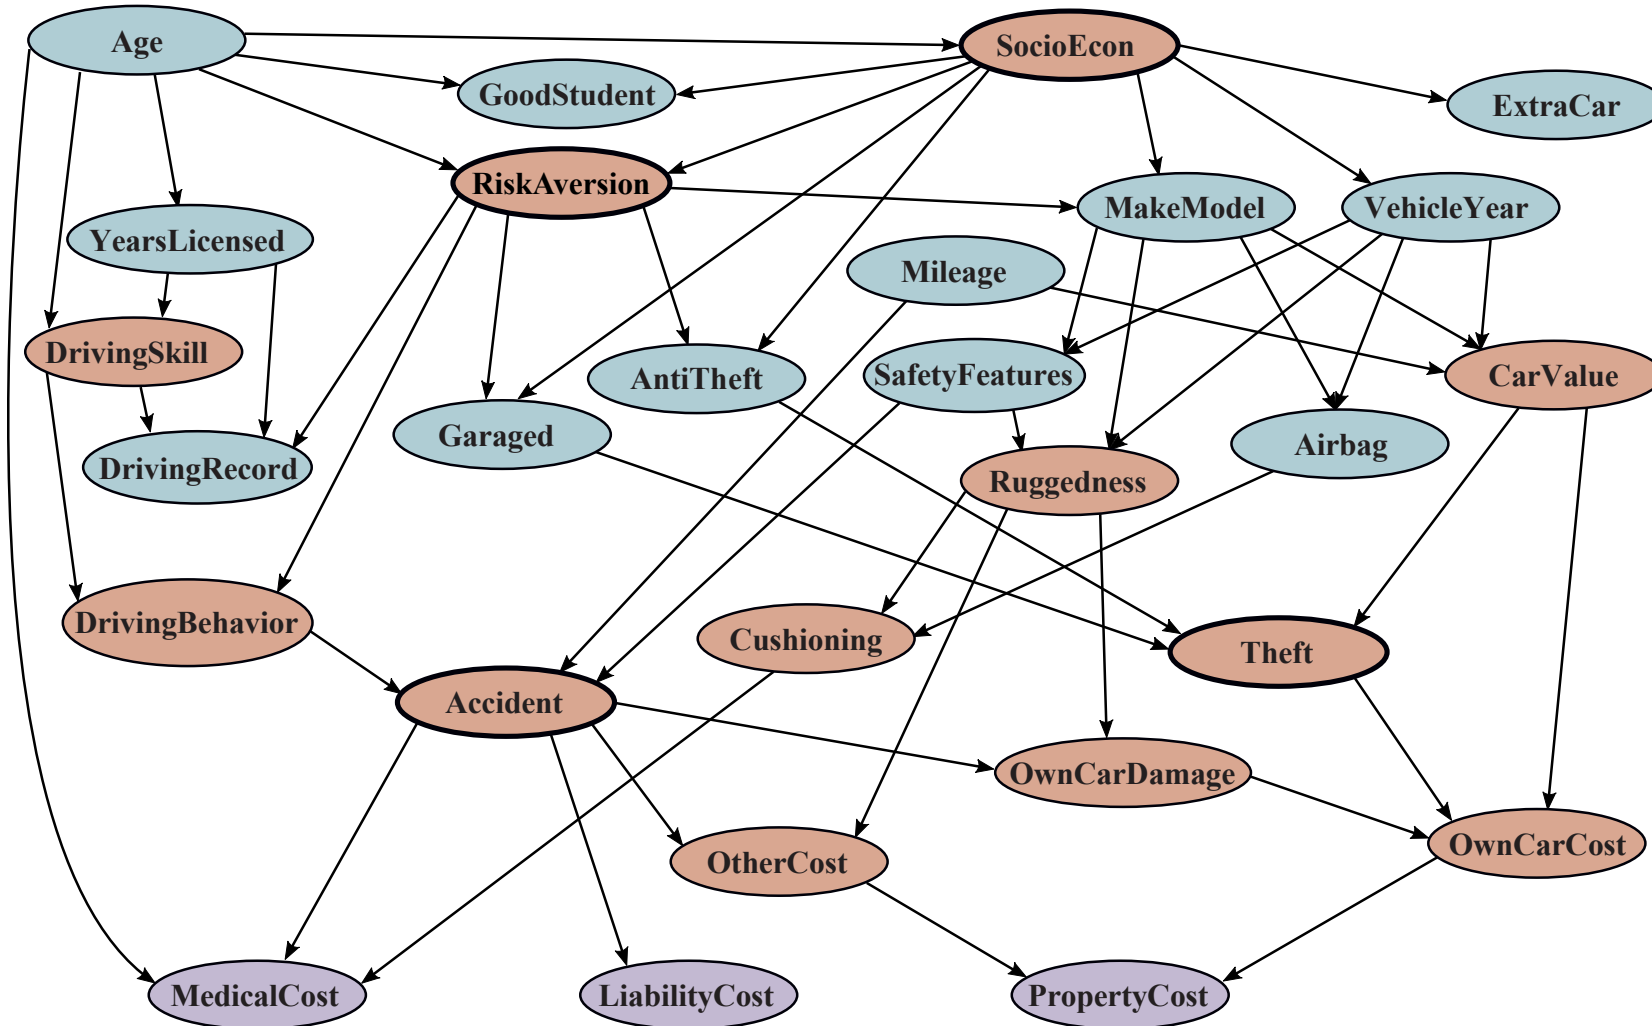 Age
SocioEcon
GoodStudent
ExtraCar
RiskAversion
MakeModel
VehicleYear
YearsLicensed
Mileage
DrivingSkill
AntiTheft
SafetyFeatures
CarValue
Garaged
Airbag
DrivingRecord
Ruggedness
DrivingBehavior
Cushioning
Theft
Accident
OwnCarDamage
OtherCost
OwnCarCost
MedicalCost
LiabilityCost
PropertyCost